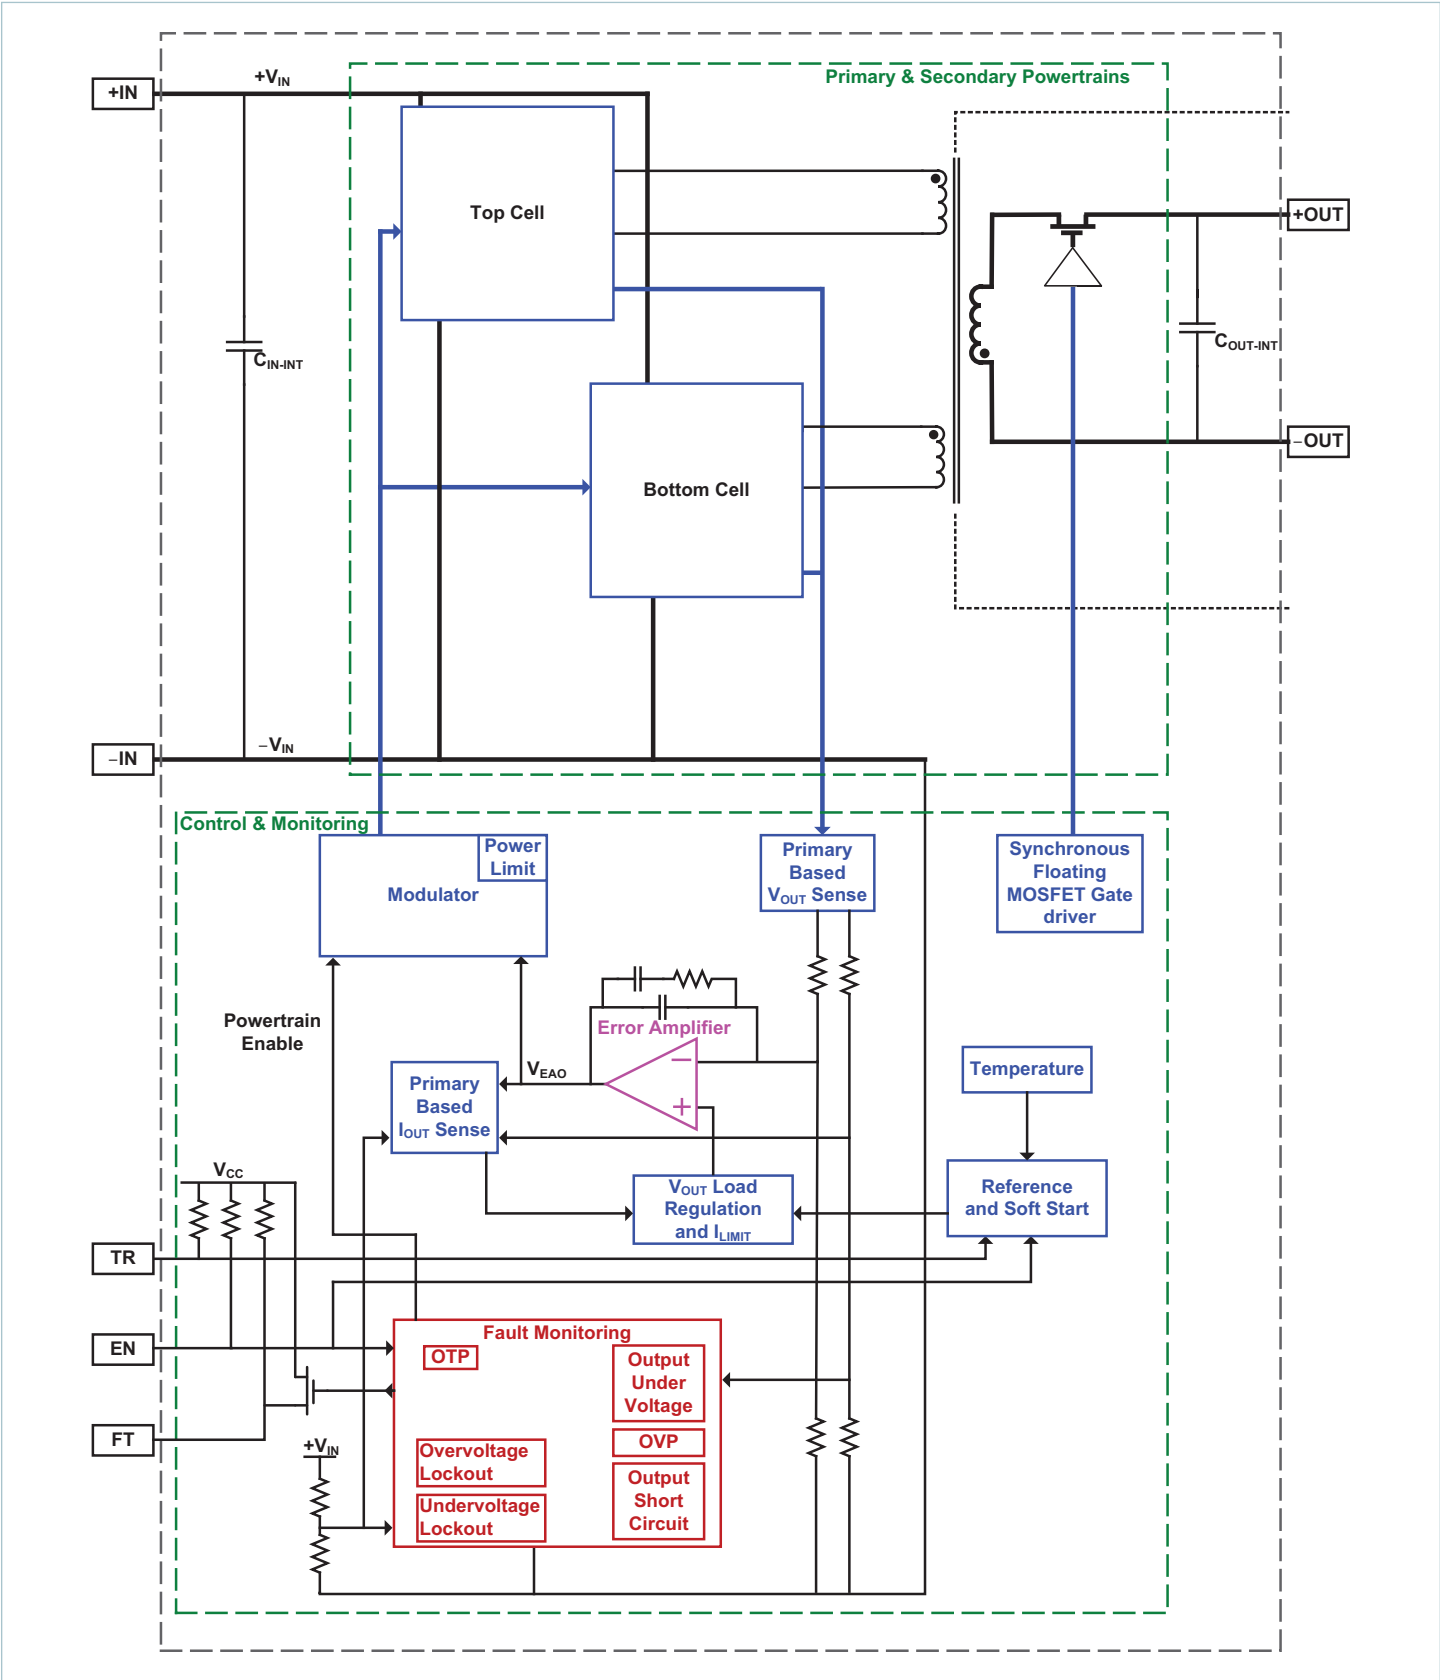 +VIN
Primary & Secondary Powertrains
+IN
Top Cell
+OUT
CIN-INT
COUT-INT
−OUT
Bottom Cell
−VIN
−IN
Control & Monitoring
Power
Limit
Modulator
Primary
Based
VOUT Sense
Synchronous
Floating
MOSFET Gate
driver
Powertrain
Enable
Error Amplifier
−
+
VEAO
Primary
Based
IOUT Sense
Temperature
VCC
VOUT Load
Regulation
and ILIMIT
Reference
and Soft Start
TR
EN
FT
Fault Monitoring
OTP
Output
Under
Voltage
OVP
+VIN
Overvoltage
Lockout
Undervoltage
Lockout
Output
Short
Circuit